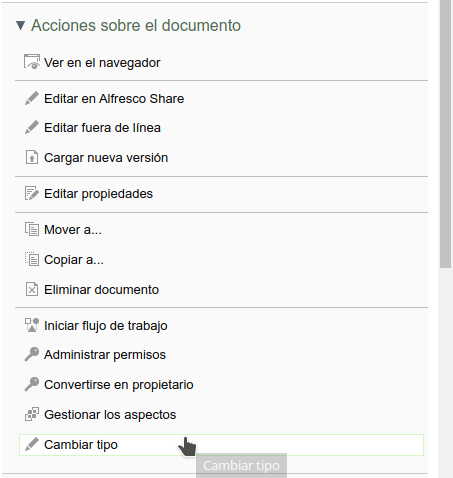 Acciones sobre el documento
Ver en el navegador
Editar en Alfresco Share
Editar fuera de línea
Cargar nueva versión
Editar propiedades
Mover a...
Copiar a...
Eliminar documento
Iniciar flujo de trabajo
Administrar permisos
Convertirse en propietario
Gestionar los aspectos
Cambiar tipo
Cambiar tipo